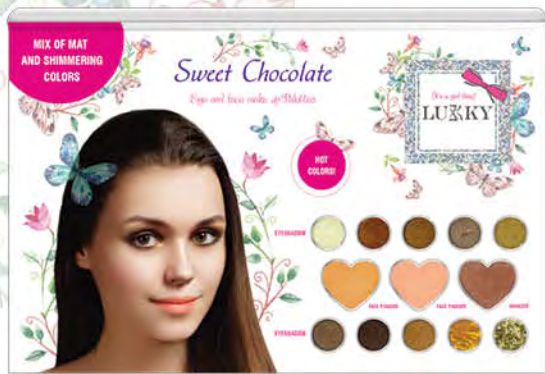 MIX OF MAT
AND SHIMMERING
COLORS
Sweet Chocolate
Eye and face make up Palettes
It's a girl thing!
LUKKY
HOT
COLORS!
EYESHADOW
FACE POWDER
FACE POWDER
BRONZER
EYESHADOW